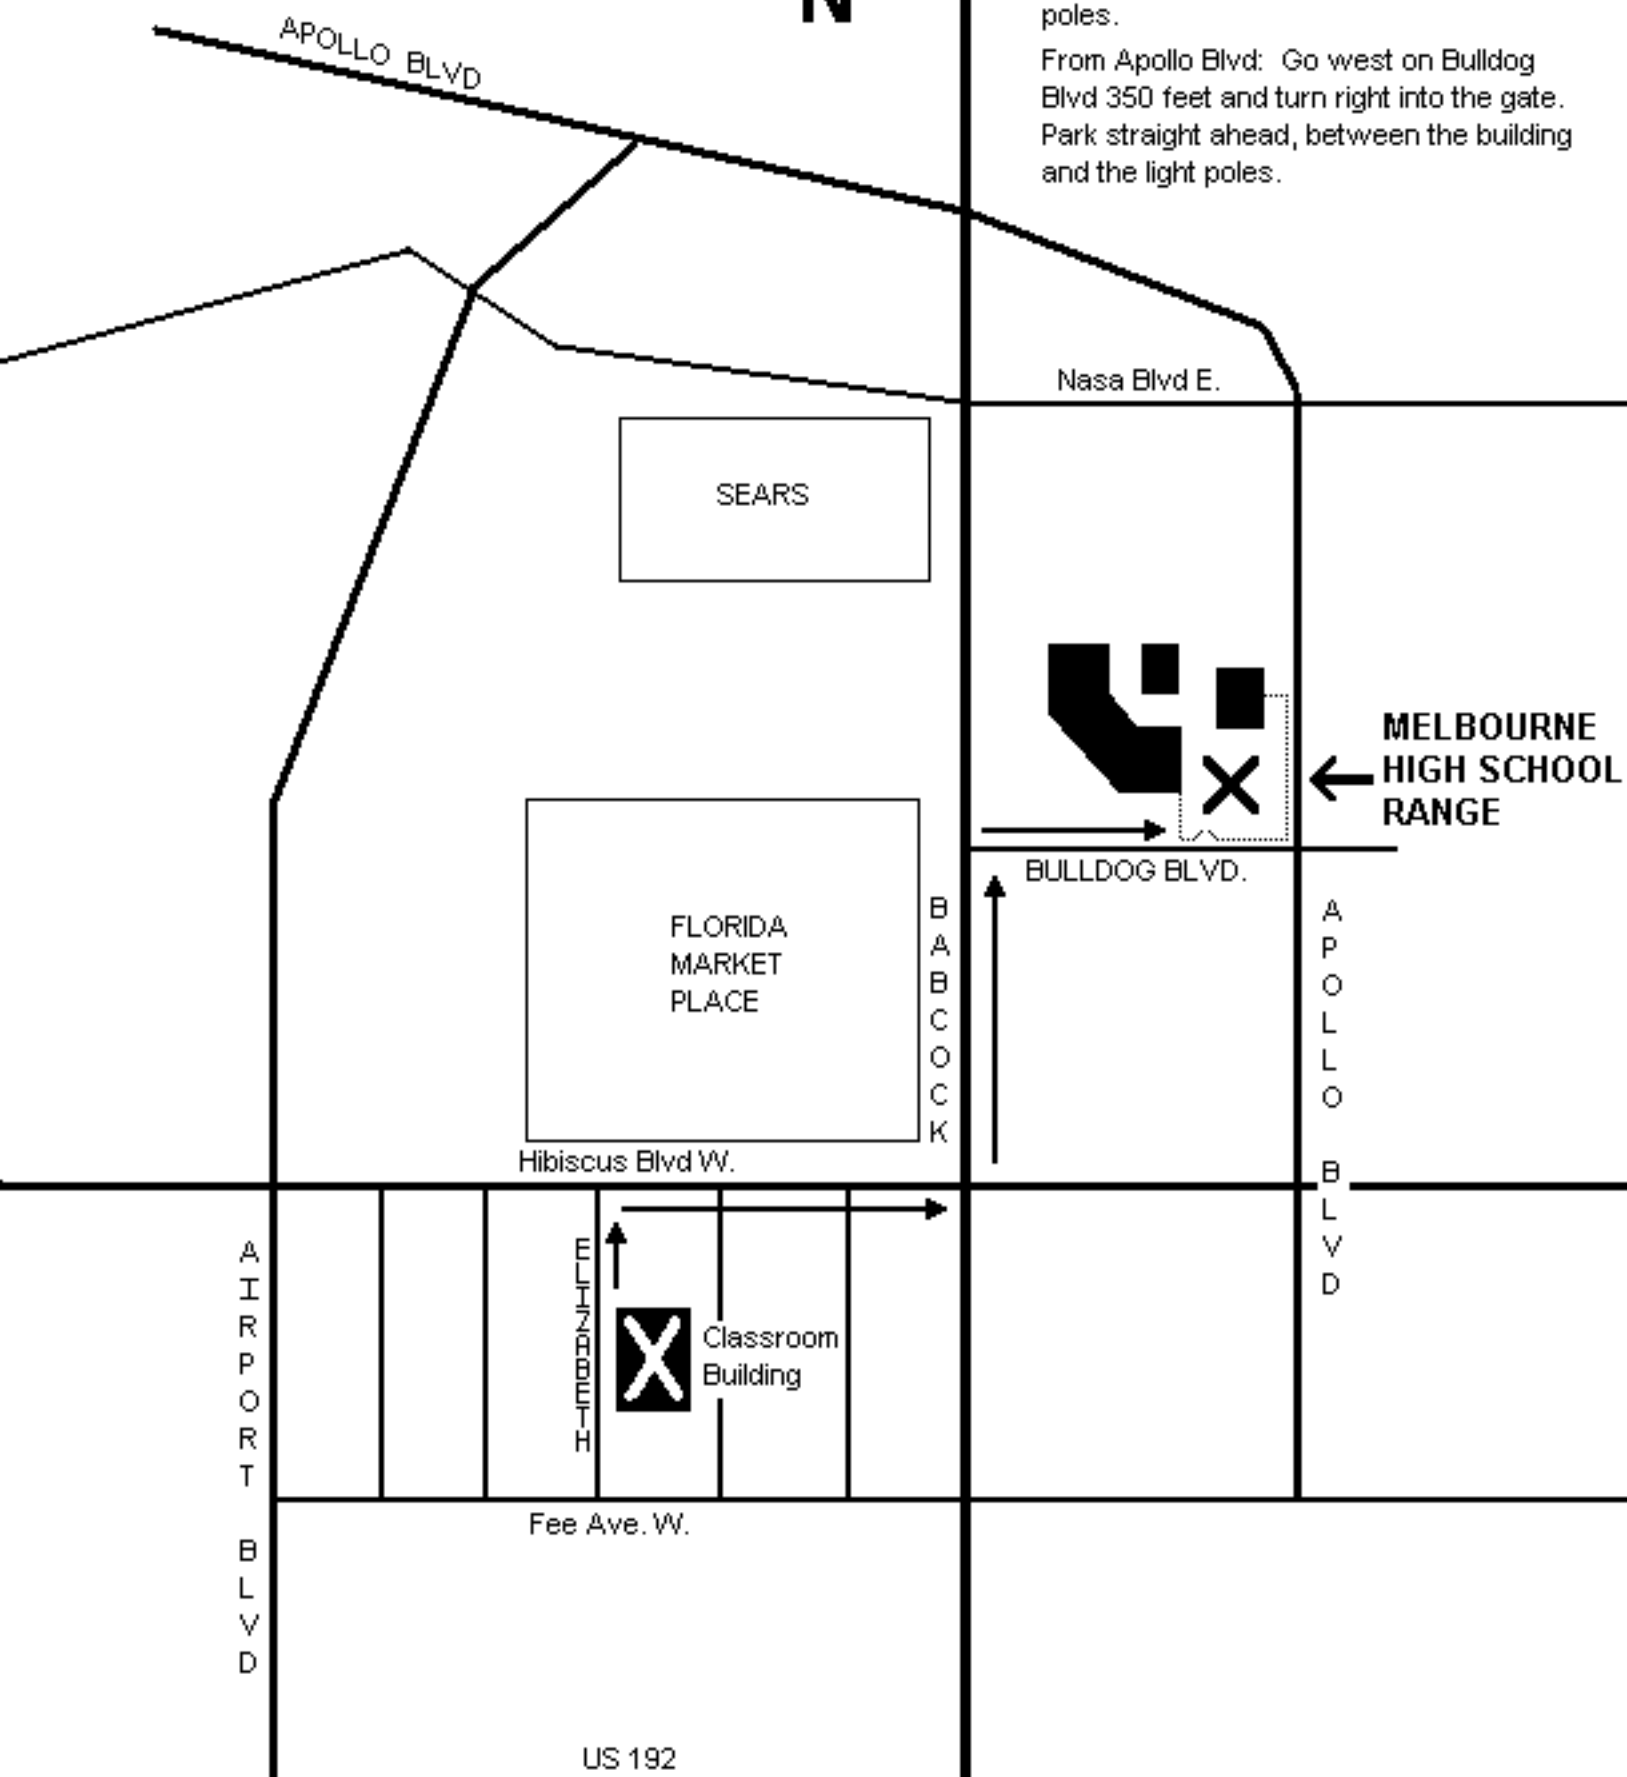 N
poles.
From Apollo Blvd: Go west on Bulldog
Blvd 350 feet and turn right into the gate.
Park straight ahead, between the building
and the light poles.
APOLLO BLVD
Nasa Blvd E.
SEARS
MELBOURNE
HIGH SCHOOL
RANGE
BULLDOG BLVD.
FLORIDA
MARKET
PLACE
BABCOCK
APOLLO BLVD
Hibiscus Blvd W.
AIRPORT BLVD
ELIZABETH
Classroom
Building
Fee Ave. W.
US 192